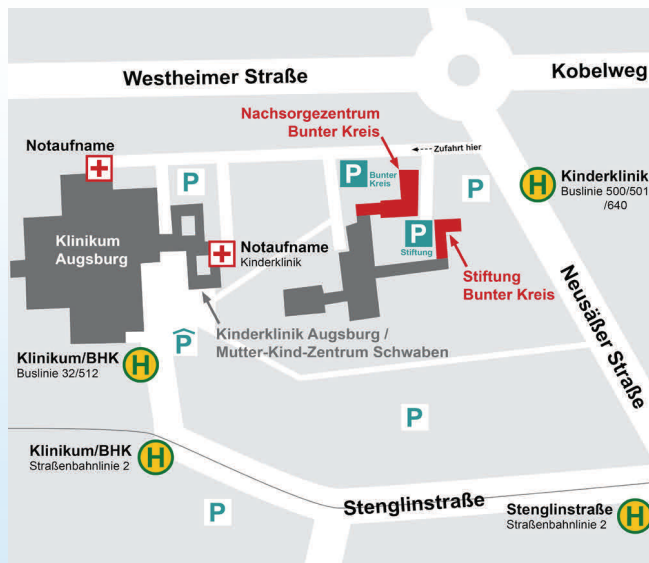 Westheimer Straße
Kobelweg
Nachsorgezentrum
Bunter Kreis
Notaufname
Zufahrt hier
P
P
Bunter
Kreis
P
H
Kinderklinik
Buslinie 500/501
/640
Klinikum
Augsburg
Notaufname
Kinderklinik
P
Stiftung
Stiftung
Bunter Kreis
Neusäßer Straße
Kinderklinik Augsburg /
Mutter-Kind-Zentrum Schwaben
P
Klinikum/BHK
Buslinie 32/512
H
P
Klinikum/BHK
Straßenbahnlinie 2
H
Stenglinstraße
P
Stenglinstraße
Straßenbahnlinie 2
H